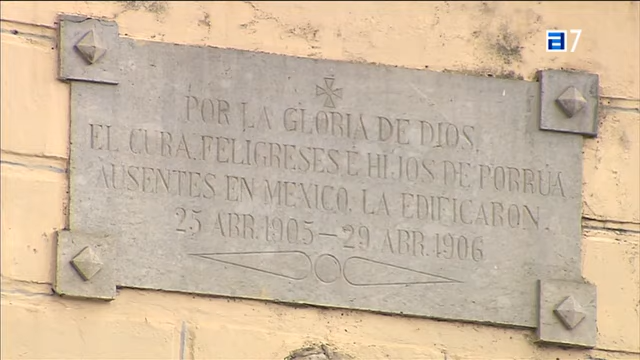 a7
POR LA GLORIA DE DIOS,
EL CURA, FELIGRESES E HIJOS DE PORRUA
AUSENTES EN MEXICO, LA EDIFICARON.
25 ABR. 1905 — 29 ABR. 1906